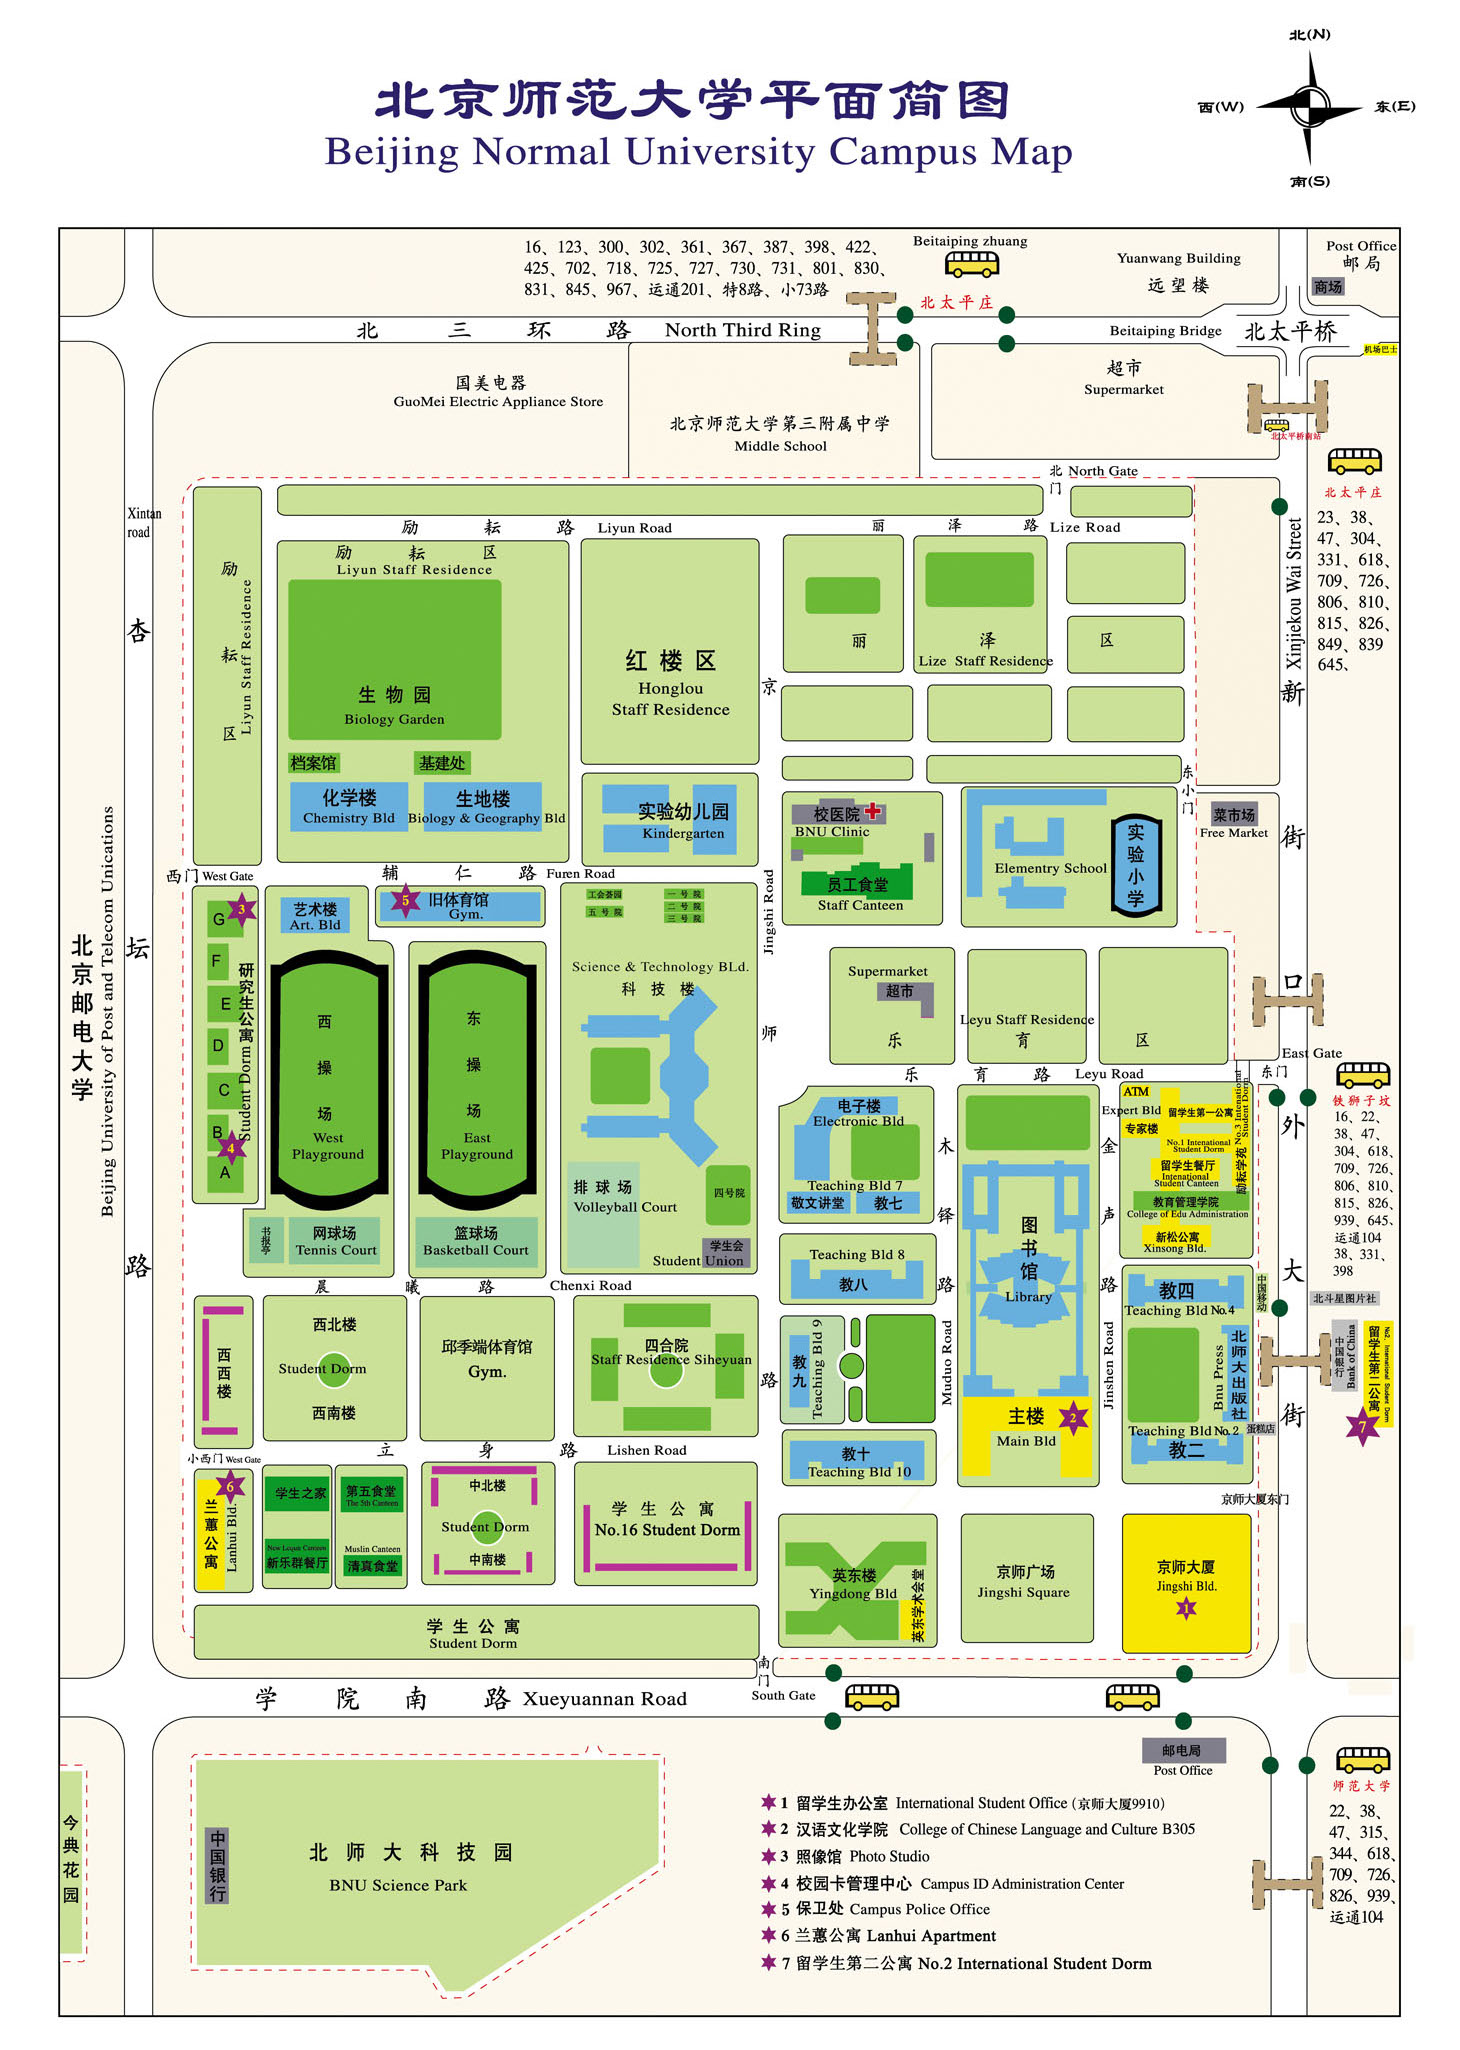 北(N)
西(W)
东(E)
南(S)
北京师范大学平面简图
Beijing Normal University Campus Map
16、123、300、302、361、367、387、398、422、
425、702、718、725、727、730、731、801、830、
831、845、967、运通201、特8路、小73路
Beitaiping zhuang
北太平庄
Yuanwang Building
远望楼
Post Office
邮局
商场
北三环路 North Third Ring
Beitaiping Bridge
北太平桥
机场巴士
国美电器
GuoMei Electric Appliance Store
北京师范大学第三附属中学
Middle School
超市
Supermarket
北太平桥南站
北太平庄
23、38、
47、304、
331、618、
709、726、
806、810、
815、826、
849、839
645、
北门 North Gate
Xintan road
杏坛路
励耘路 Liyun Road
丽泽路 Lize Road
励耘区
Liyun Staff Residence
励耘区
Liyun Staff Residence
生物园
Biology Garden
档案馆
基建处
化学楼
Chemistry Bld
生地楼
Biology & Geography Bld
红楼区
Honglou
Staff Residence
实验幼儿园
Kindergarten
丽泽区
Lize Staff Residence
Xinjiekou Wai Street
新街口外大街
东小门
校医院
BNU Clinic
员工食堂
Staff Canteen
Elementry School
实验小学
菜市场
Free Market
西门 West Gate
辅仁路 Furen Road
京师路
Jingshi Road
北京邮电大学
Beijing University of Post and Telecom Unications
G
3
F
E
D
C
B
4
A
研究生公寓
Student Dorm
艺术楼
Art. Bld
5
旧体育馆
Gym.
西操场
West
Playground
东操场
East
Playground
工会荟园
五号院
一号院
二号院
三号院
Science & Technology BLd.
科技楼
排球场
Volleyball Court
四号院
学生会
Student Union
书报亭
网球场
Tennis Court
篮球场
Basketball Court
晨曦路 Chenxi Road
Supermarket
超市
Leyu Staff Residence
乐育区
乐育路 Leyu Road
East Gate
东门
铁狮子坟
16、22、
38、47、
304、618、
709、726、
806、810、
815、826、
939、645、
运通104
38、331、
398
电子楼
Electronic Bld
Teaching Bld 7
敬文讲堂
教七
Teaching Bld 8
教八
教九
Teaching Bld 9
教十
Teaching Bld 10
木铎路
Muduo Road
图书馆
Library
主楼
2
Main Bld
金声路
Jinshen Road
ATM
Expert Bld
专家楼
留学生第一公寓
No.1 Intenational
Student Dorm
留学生餐厅
Intenational
Student Canteen
No.3 Intenational
Student Dorm
励耘学苑
教育管理学院
College of Edu Administration
新松公寓
Xinsong Bld.
教四
Teaching Bld No.4
中国移动
北师大出版社
Bnu Press
Teaching Bld No.2
教二
蛋糕店
北斗星图片社
中国银行
Bank of China
留学生第二公寓
No2. Intenational Student Dorm
7
京师大厦东门
西西楼
西北楼
Student Dorm
西南楼
邱季端体育馆
Gym.
四合院
Staff Residence Siheyuan
立身路 Lishen Road
小西门 West Gate
6
兰蕙公寓
Lanhui Bld.
学生之家
New Lequn Canteen
新乐群餐厅
第五食堂
The 5th Canteen
Muslin Canteen
清真食堂
中北楼
Student Dorm
中南楼
学生公寓
No.16 Student Dorm
英东楼
Yingdong Bld
英东学术会堂
京师广场
Jingshi Square
京师大厦
Jingshi Bld.
1
学生公寓
Student Dorm
南门
South Gate
学院南路 Xueyuannan Road
邮电局
Post Office
师范大学
22、38、
47、315、
344、618、
709、726、
826、939、
运通104
今典花园
中国银行
北师大科技园
BNU Science Park
1 留学生办公室 International Student Office (京师大厦9910)
2 汉语文化学院 College of Chinese Language and Culture B305
3 照像馆 Photo Studio
4 校园卡管理中心 Campus ID Administration Center
5 保卫处 Campus Police Office
6 兰蕙公寓 Lanhui Apartment
7 留学生第二公寓 No.2 International Student Dorm